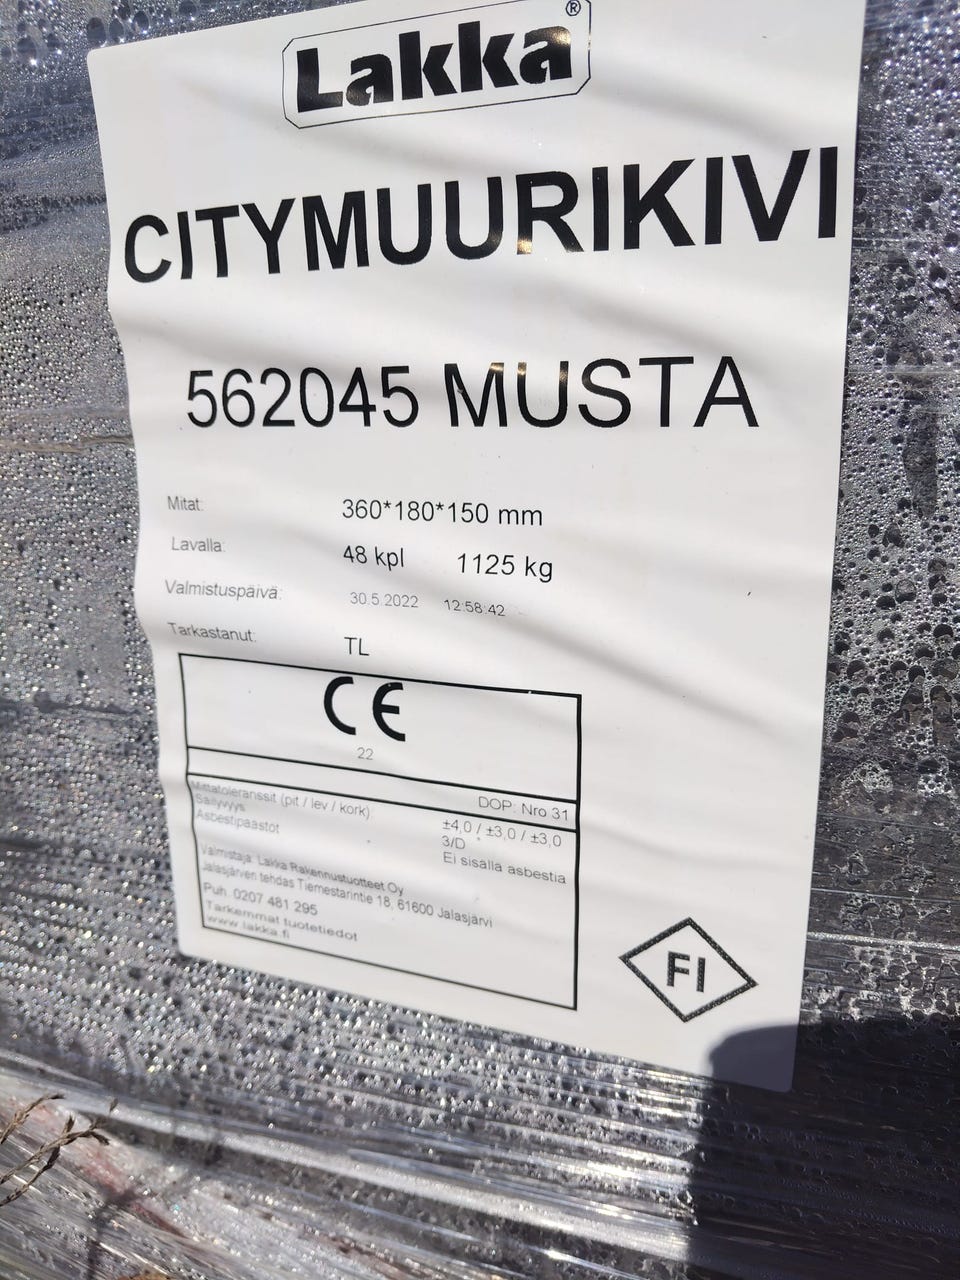 Lakka®
CITYMUURIKIVI
562045 MUSTA
Mitat: 360*180*150 mm
Lavalla: 48 kpl 1125 kg
Valmistuspäivä: 30.5.2022 12:58:42
Tarkastanut: TL
CE
22
DOP: Nro 31
Mittatoleranssit (pit / lev / kork): ±4,0 / ±3,0 / ±3,0
Säilyvyys 3/D
Asbestipäästöt Ei sisällä asbestia
Valmistaja: Lakka Rakennustuotteet Oy
Jalasjärven tehdas Tiemestarintie 18, 61600 Jalasjärvi
Puh. 0207 481 295
Tarkemmat tuotetiedot
www.lakka.fi
FI